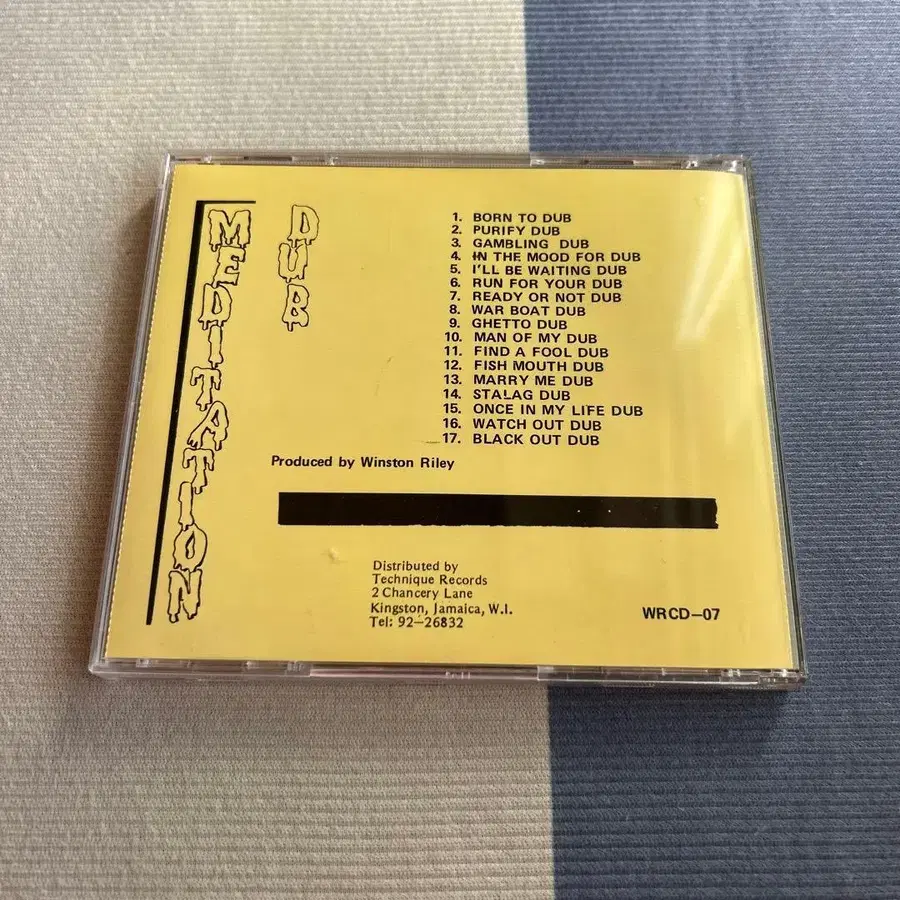 MEDITATION
DUB
1. BORN TO DUB
2. PURIFY DUB
3. GAMBLING DUB
4. IN THE MOOD FOR DUB
5. I'LL BE WAITING DUB
6. RUN FOR YOUR DUB
7. READY OR NOT DUB
8. WAR BOAT DUB
9. GHETTO DUB
10. MAN OF MY DUB
11. FIND A FOOL DUB
12. FISH MOUTH DUB
13. MARRY ME DUB
14. STALAG DUB
15. ONCE IN MY LIFE DUB
16. WATCH OUT DUB
17. BLACK OUT DUB
Produced by Winston Riley
Distributed by
Technique Records
2 Chancery Lane
Kingston, Jamaica, W.I.
Tel: 92—26832
WRCD—07